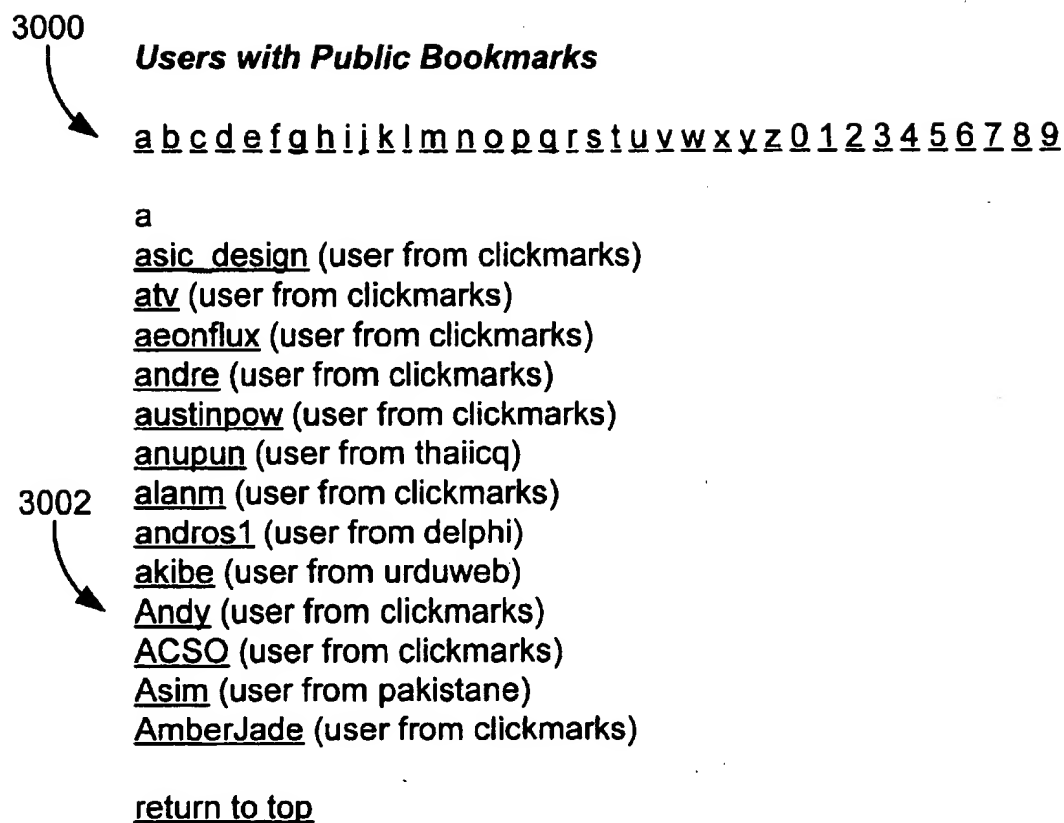 3000
Users with Public Bookmarks
a b c d e f g h i j k l m n o p q r s t u v w x y z 0 1 2 3 4 5 6 7 8 9
a
asic_design (user from clickmarks)
atv (user from clickmarks)
aeonflux (user from clickmarks)
andre (user from clickmarks)
austinpow (user from clickmarks)
anupun (user from thaiicq)
alanm (user from clickmarks)
3002
andros1 (user from delphi)
akibe (user from urduweb)
Andy (user from clickmarks)
ACSO (user from clickmarks)
Asim (user from pakistane)
AmberJade (user from clickmarks)
return to top